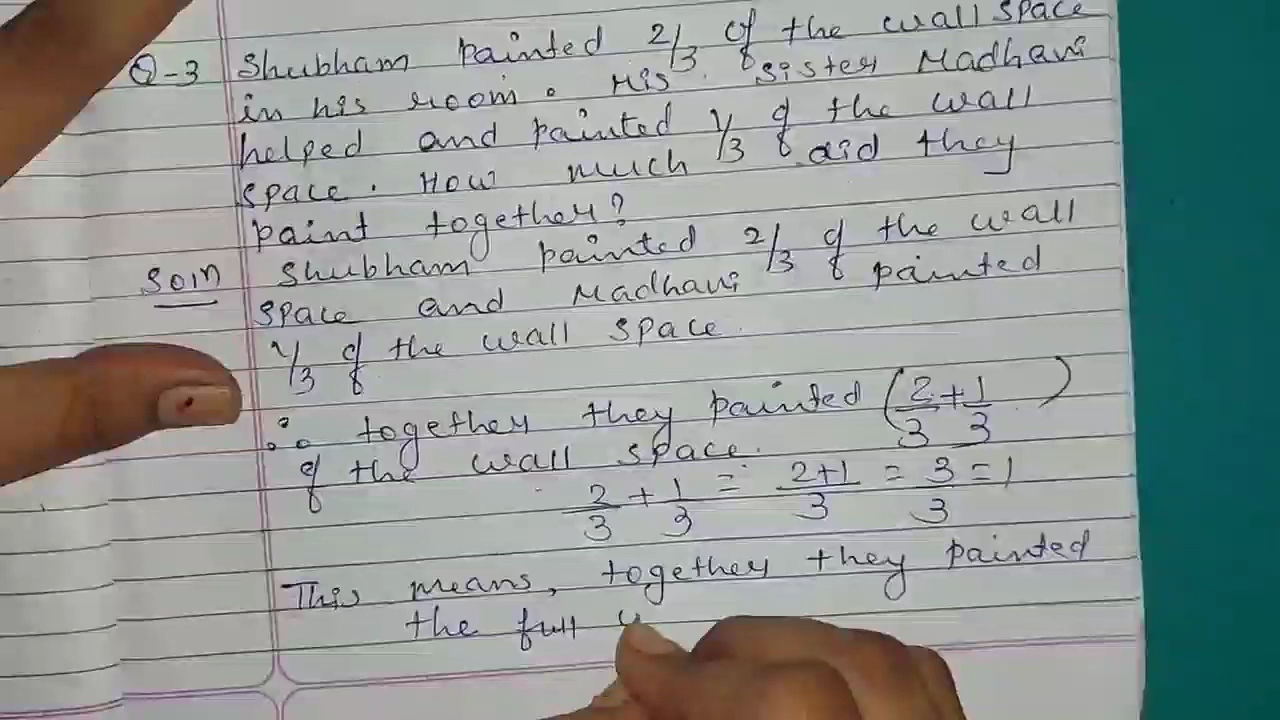 Q-3 Shubham painted 2/3 of the wall space
in his room. His sister Madhavi
helped and painted 1/3 of the wall
space. How much did they
paint together?
Soln Shubham painted 2/3 of the wall
space and Madhavi painted
1/3 of the wall space.
∴ together they painted (2/3 + 1/3)
of the wall space.
2/3 + 1/3 = 2+1/3 = 3/3 = 1
This means, together they painted
the full